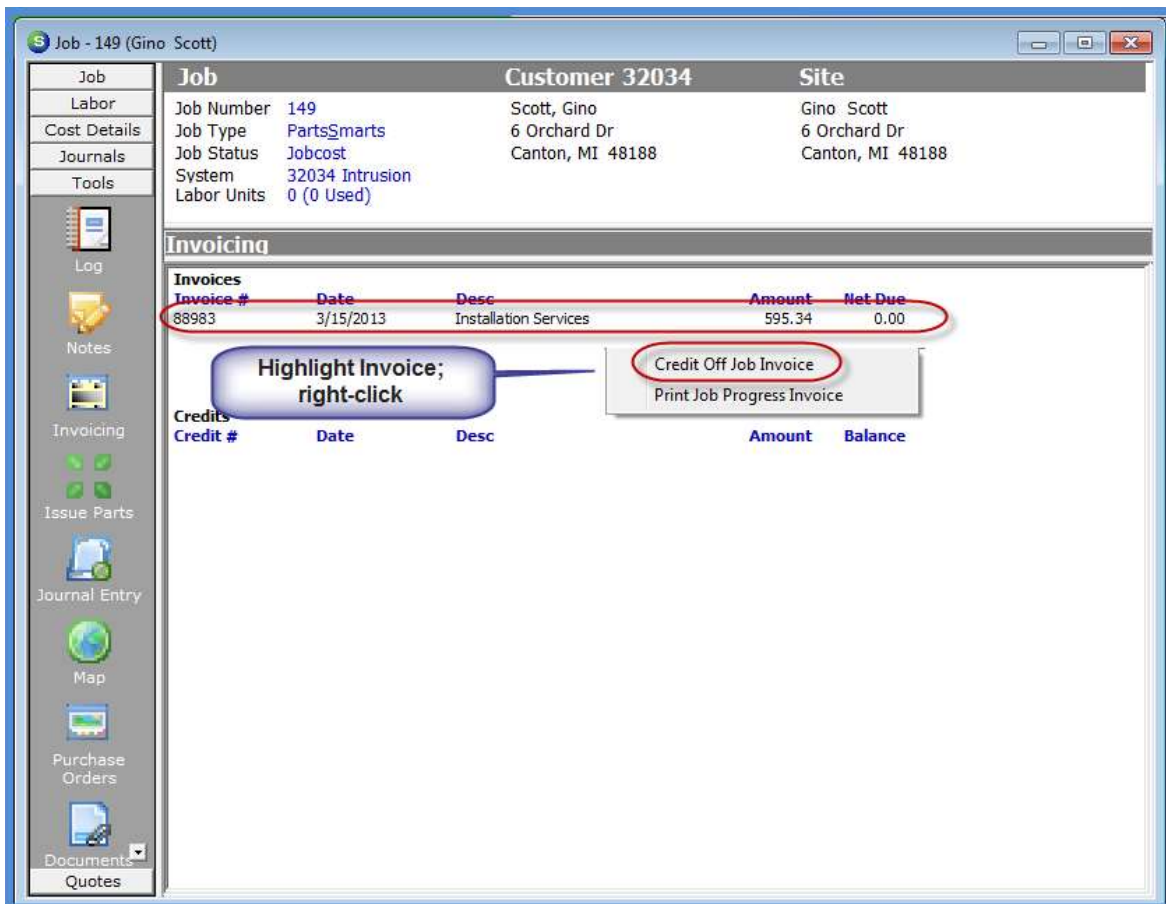 Job - 149 (Gino Scott)
Job
Labor
Cost Details
Journals
Tools
Log
Notes
Invoicing
Issue Parts
Journal Entry
Map
Purchase
Orders
Documents
Quotes
Job Customer 32034 Site
Job Number 149 Scott, Gino Gino Scott
Job Type PartsSmarts 6 Orchard Dr 6 Orchard Dr
Job Status Jobcost Canton, MI 48188 Canton, MI 48188
System 32034 Intrusion
Labor Units 0 (0 Used)
Invoicing
Invoices
Invoice # Date Desc Amount Net Due
88983 3/15/2013 Installation Services 595.34 0.00
Highlight Invoice;
right-click
Credit Off Job Invoice
Print Job Progress Invoice
Credits
Credit # Date Desc Amount Balance